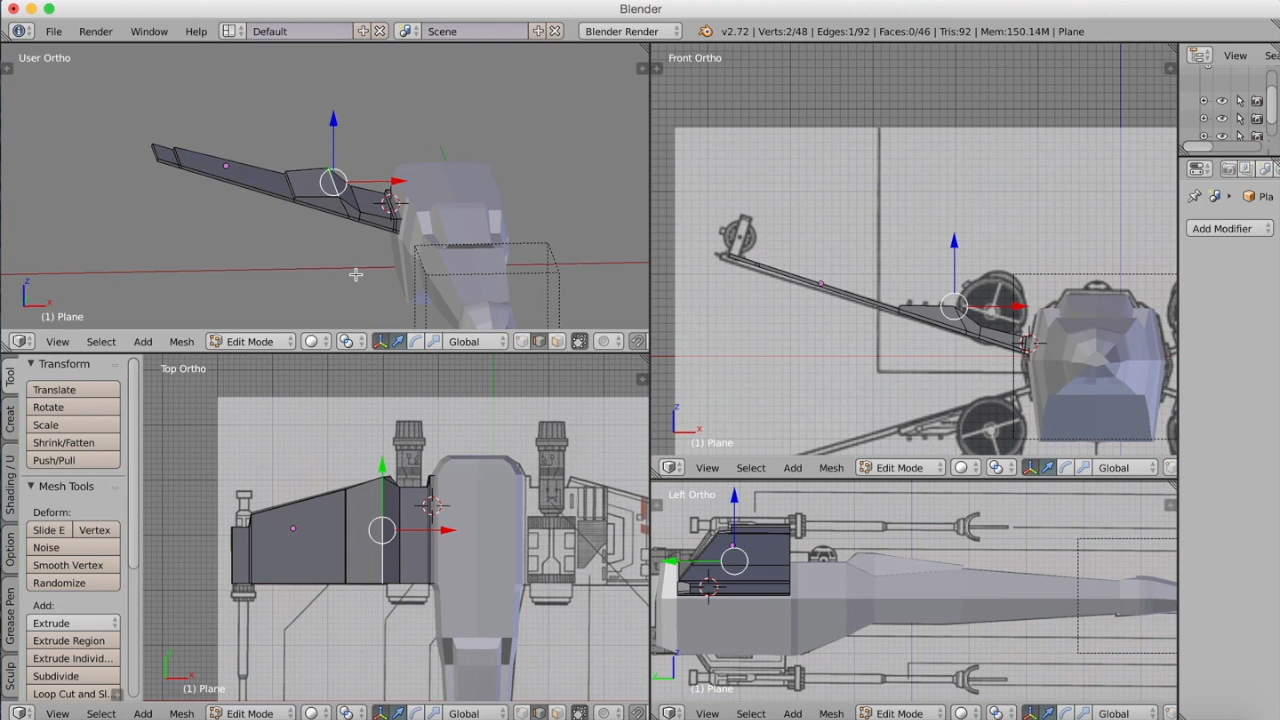 Blender
File Render Window Help Default Scene Blender Render v2.72 | Verts:2/48 | Edges:1/92 | Faces:0/46 | Tris:92 | Mem:150.14M | Plane
User Ortho
z
x
(1) Plane
View Select Add Mesh Edit Mode Global
Front Ortho
z
x
(1) Plane
View Select Add Mesh Edit Mode Global
View Sea
Pla
Add Modifier
Tool
Creat
Shading / U
Option
Grease Pen
Sculp
Transform
Translate
Rotate
Scale
Shrink/Fatten
Push/Pull
Mesh Tools
Deform:
Slide E Vertex
Noise
Smooth Vertex
Randomize
Add:
Extrude
Extrude Region
Extrude Individ...
Subdivide
Loop Cut and Sl...
Top Ortho
y
x
(1) Plane
View Select Add Mesh Edit Mode Global
Left Ortho
z
y
(1) Plane
View Select Add Mesh Edit Mode Global